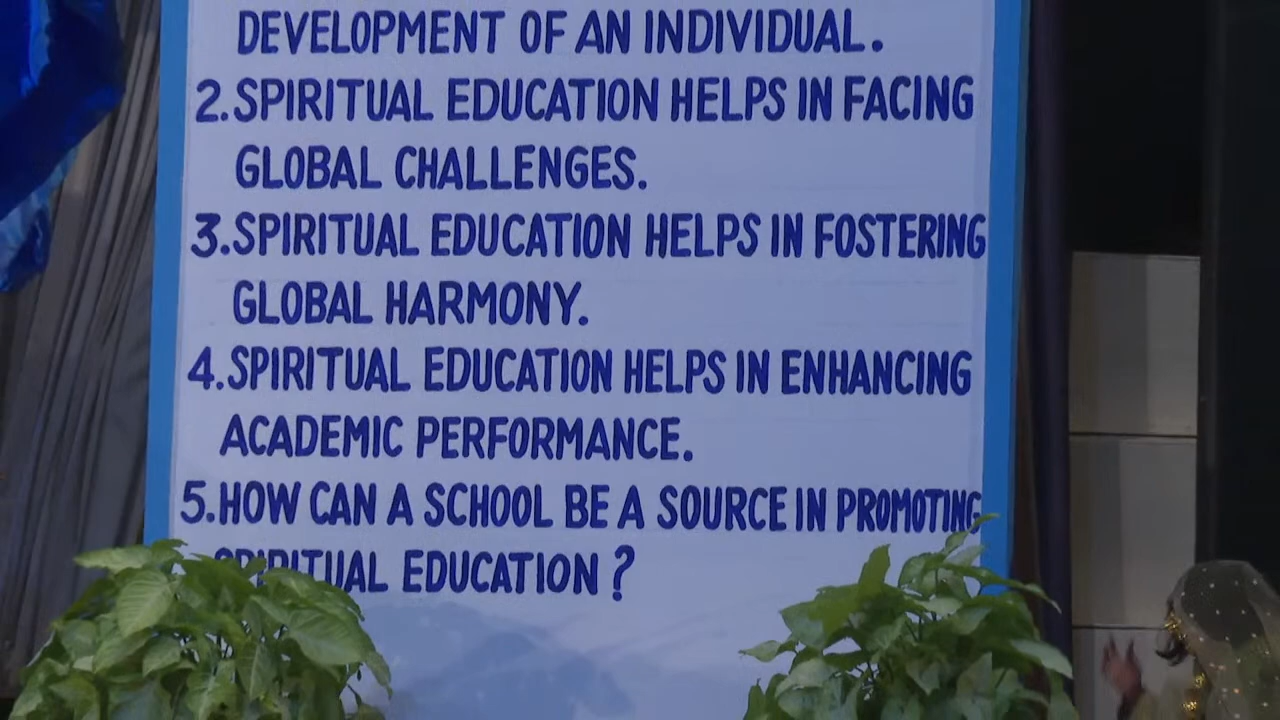 DEVELOPMENT OF AN INDIVIDUAL.
2.SPIRITUAL EDUCATION HELPS IN FACING
GLOBAL CHALLENGES.
3.SPIRITUAL EDUCATION HELPS IN FOSTERING
GLOBAL HARMONY.
4.SPIRITUAL EDUCATION HELPS IN ENHANCING
ACADEMIC PERFORMANCE.
5.HOW CAN A SCHOOL BE A SOURCE IN PROMOTING
SPIRITUAL EDUCATION ?